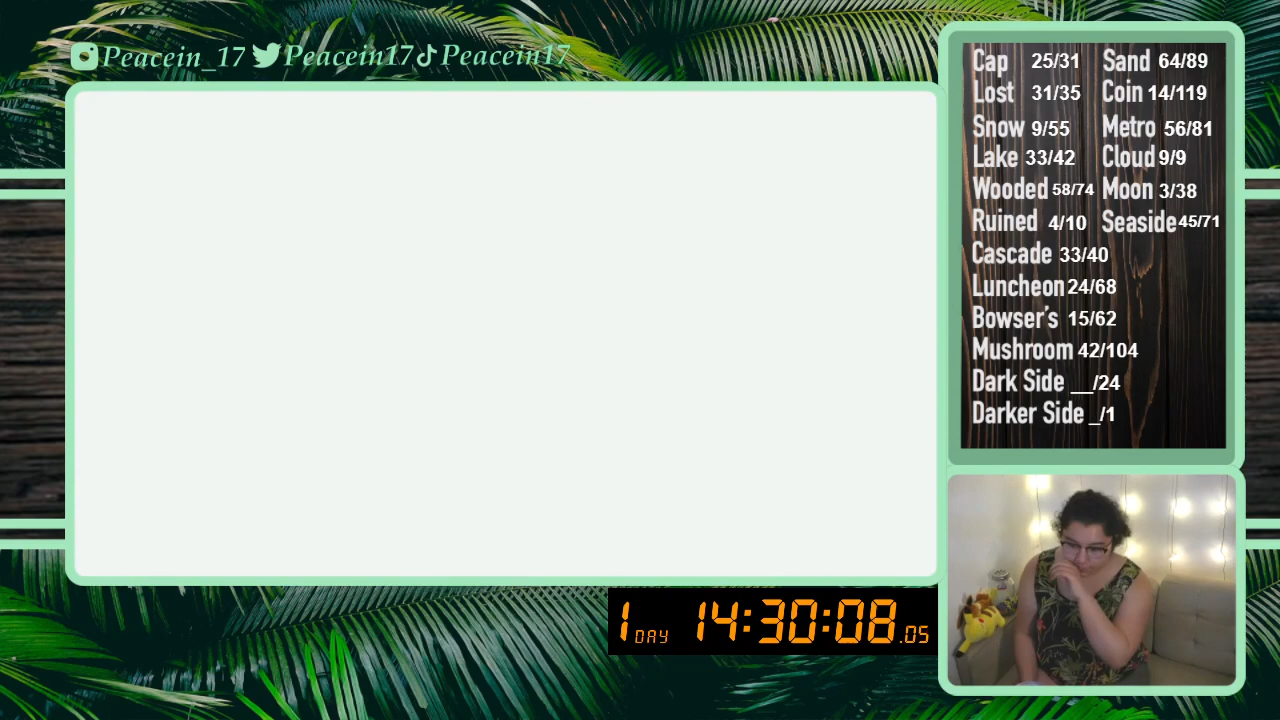 Peacein_17 Peacein17 Peacein17
Cap 25/31 Sand 64/89
Lost 31/35 Coin 14/119
Snow 9/55 Metro 56/81
Lake 33/42 Cloud 9/9
Wooded 58/74 Moon 3/38
Ruined 4/10 Seaside 45/71
Cascade 33/40
Luncheon 24/68
Bowser's 15/62
Mushroom 42/104
Dark Side __/24
Darker Side _/1
1 DAY 14:30:08.05